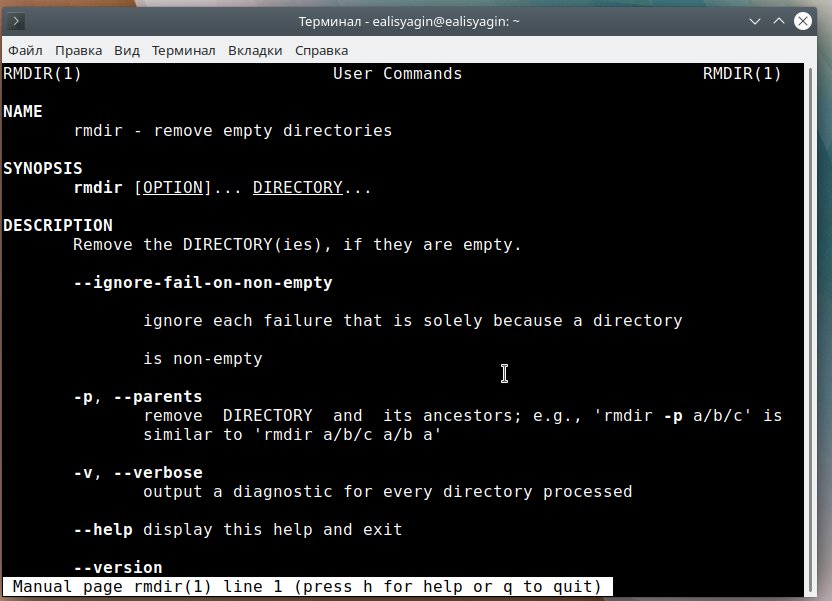 Терминал - ealisyagin@ealisyagin: ~
Файл Правка Вид Терминал Вкладки Справка
RMDIR(1) User Commands RMDIR(1)
NAME
rmdir - remove empty directories
SYNOPSIS
rmdir [OPTION]... DIRECTORY...
DESCRIPTION
Remove the DIRECTORY(ies), if they are empty.
--ignore-fail-on-non-empty
ignore each failure that is solely because a directory
is non-empty
-p, --parents
remove DIRECTORY and its ancestors; e.g., 'rmdir -p a/b/c' is
similar to 'rmdir a/b/c a/b a'
-v, --verbose
output a diagnostic for every directory processed
--help display this help and exit
--version
Manual page rmdir(1) line 1 (press h for help or q to quit)